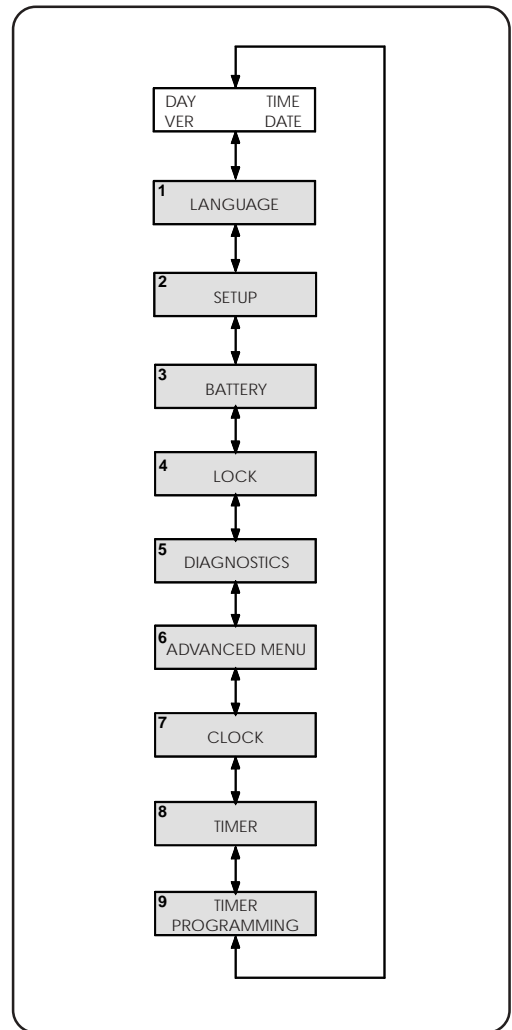 DAY TIME
VER DATE
1
LANGUAGE
2
SETUP
3
BATTERY
4
LOCK
5
DIAGNOSTICS
6
ADVANCED MENU
7
CLOCK
8
TIMER
9
TIMER
PROGRAMMING